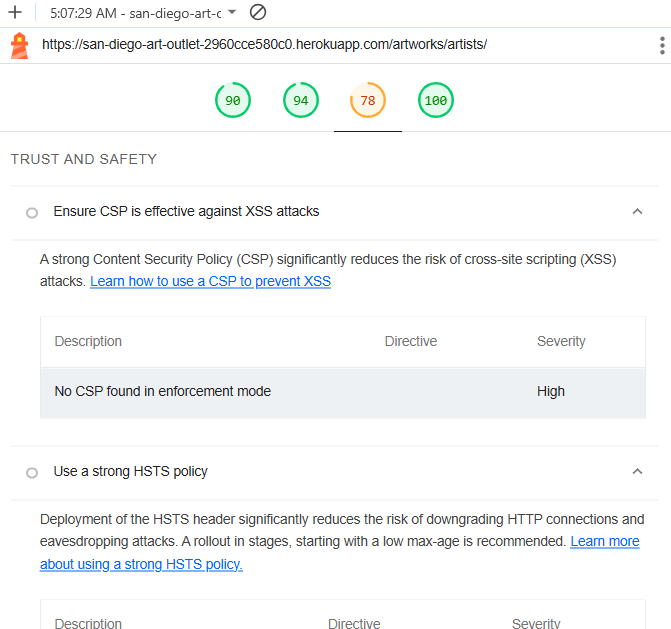 5:07:29 AM - san-diego-art-c
https://san-diego-art-outlet-2960cce580c0.herokuapp.com/artworks/artists/
90 94 78 100
TRUST AND SAFETY
Ensure CSP is effective against XSS attacks
A strong Content Security Policy (CSP) significantly reduces the risk of cross-site scripting (XSS)
attacks. Learn how to use a CSP to prevent XSS
Description Directive Severity
No CSP found in enforcement mode High
Use a strong HSTS policy
Deployment of the HSTS header significantly reduces the risk of downgrading HTTP connections and
eavesdropping attacks. A rollout in stages, starting with a low max-age is recommended. Learn more
about using a strong HSTS policy.
Description Directive Severity